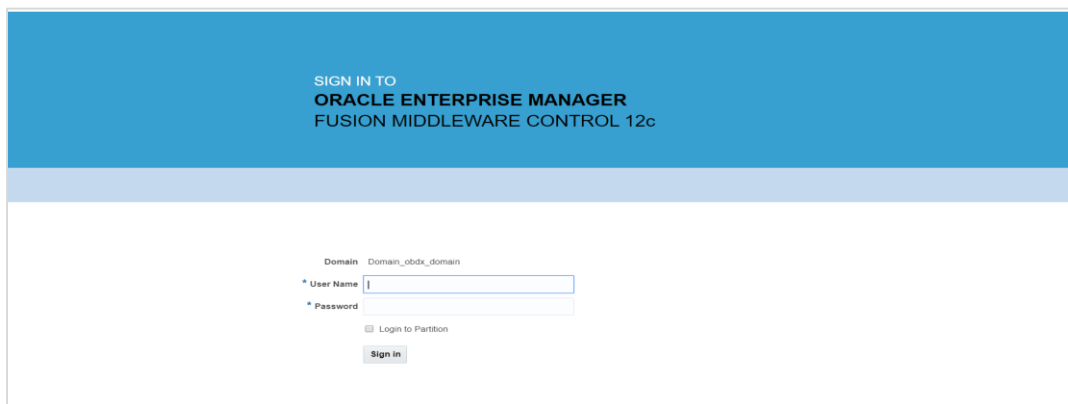 SIGN IN TO
ORACLE ENTERPRISE MANAGER
FUSION MIDDLEWARE CONTROL 12c
Domain Domain_obdx_domain
* User Name
* Password
Login to Partition
Sign in